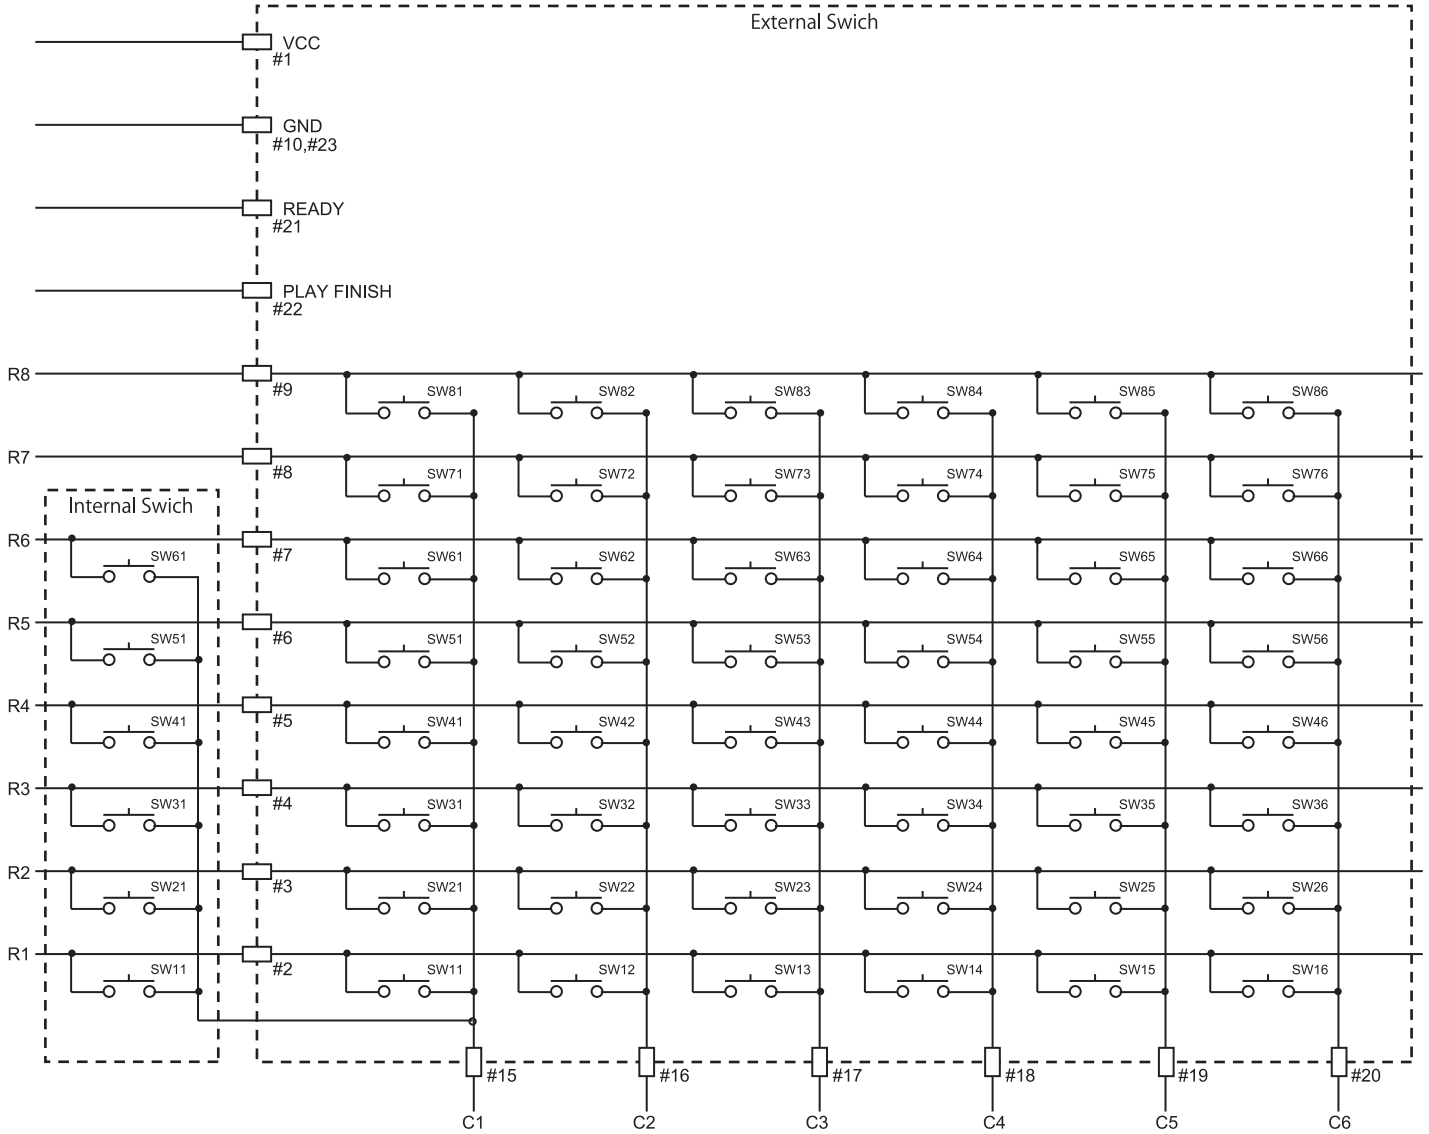 External Swich
VCC
#1
GND
#10,#23
READY
#21
PLAY FINISH
#22
R8
#9
SW81 SW82 SW83 SW84 SW85 SW86
R7
#8
SW71 SW72 SW73 SW74 SW75 SW76
Internal Swich
R6
#7
SW61 SW61 SW62 SW63 SW64 SW65 SW66
R5
#6
SW51 SW51 SW52 SW53 SW54 SW55 SW56
R4
#5
SW41 SW41 SW42 SW43 SW44 SW45 SW46
R3
#4
SW31 SW31 SW32 SW33 SW34 SW35 SW36
R2
#3
SW21 SW21 SW22 SW23 SW24 SW25 SW26
R1
#2
SW11 SW11 SW12 SW13 SW14 SW15 SW16
#15 #16 #17 #18 #19 #20
C1 C2 C3 C4 C5 C6